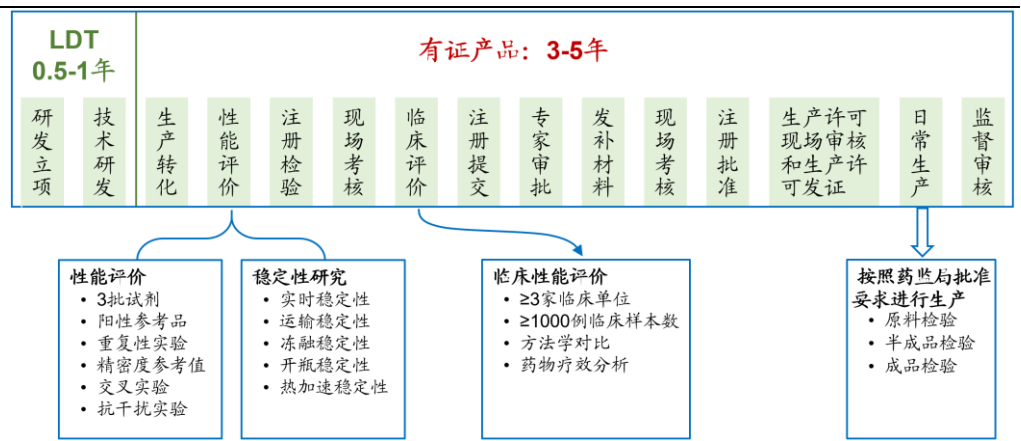 LDT
0.5-1年
有证产品：3-5年
研发立项
技术研发
生产转化
性能评价
注册检验
现场考核
临床评价
注册提交
专家审批
发补材料
现场考核
注册批准
生产许可
现场审核
和生产许
可发证
日常生产
监督审核
性能评价
• 3批试剂
• 阳性参考品
• 重复性实验
• 精密度参考值
• 交叉实验
• 抗干扰实验
稳定性研究
• 实时稳定性
• 运输稳定性
• 冻融稳定性
• 开瓶稳定性
• 热加速稳定性
临床性能评价
• ≥3家临床单位
• ≥1000例临床样本数
• 方法学对比
• 药物疗效分析
按照药监局批准
要求进行生产
• 原料检验
• 半成品检验
• 成品检验